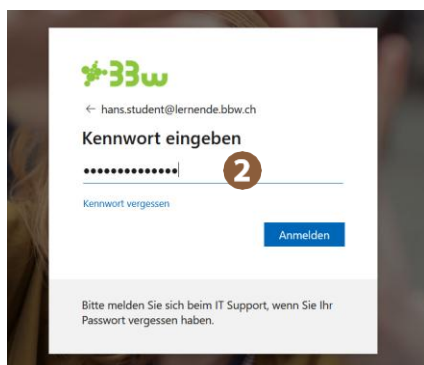 bbw
← hans.student@lernende.bbw.ch
Kennwort eingeben
••••••••••••••
2
Kennwort vergessen
Anmelden
Bitte melden Sie sich beim IT Support, wenn Sie Ihr
Passwort vergessen haben.